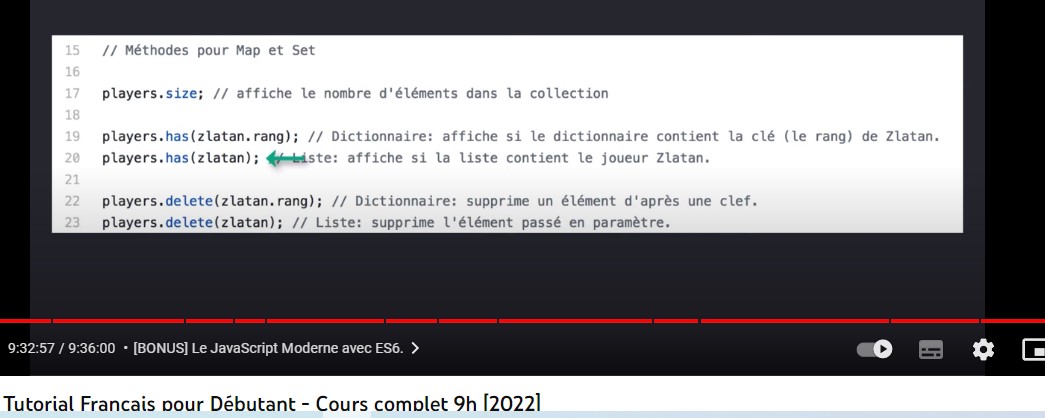 15 // Méthodes pour Map et Set
16
17 players.size; // affiche le nombre d'éléments dans la collection
18
19 players.has(zlatan.rang); // Dictionnaire: affiche si le dictionnaire contient la clé (le rang) de Zlatan.
20 players.has(zlatan); // Liste: affiche si la liste contient le joueur Zlatan.
21
22 players.delete(zlatan.rang); // Dictionnaire: supprime un élément d'après une clef.
23 players.delete(zlatan); // Liste: supprime l'élément passé en paramètre.
9:32:57 / 9:36:00 • [BONUS] Le JavaScript Moderne avec ES6. >
Tutorial Francais pour Débutant - Cours complet 9h [2022]